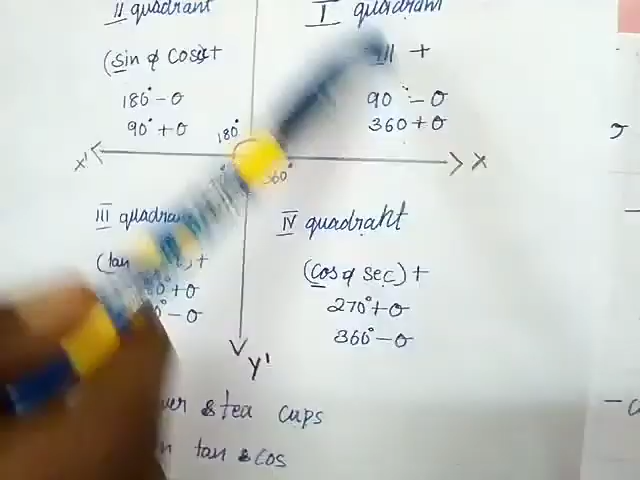 II quadrant
(sin & cosec)+
180° - θ
90° + θ
I quadrant
+
90° - θ
360 + θ
180°
360°
X'
X
III quadrant
(tan
+
+ θ
° - θ
IV quadrant
(cos & sec)+
270° + θ
360° - θ
Y'
& tea cups
tan & cos